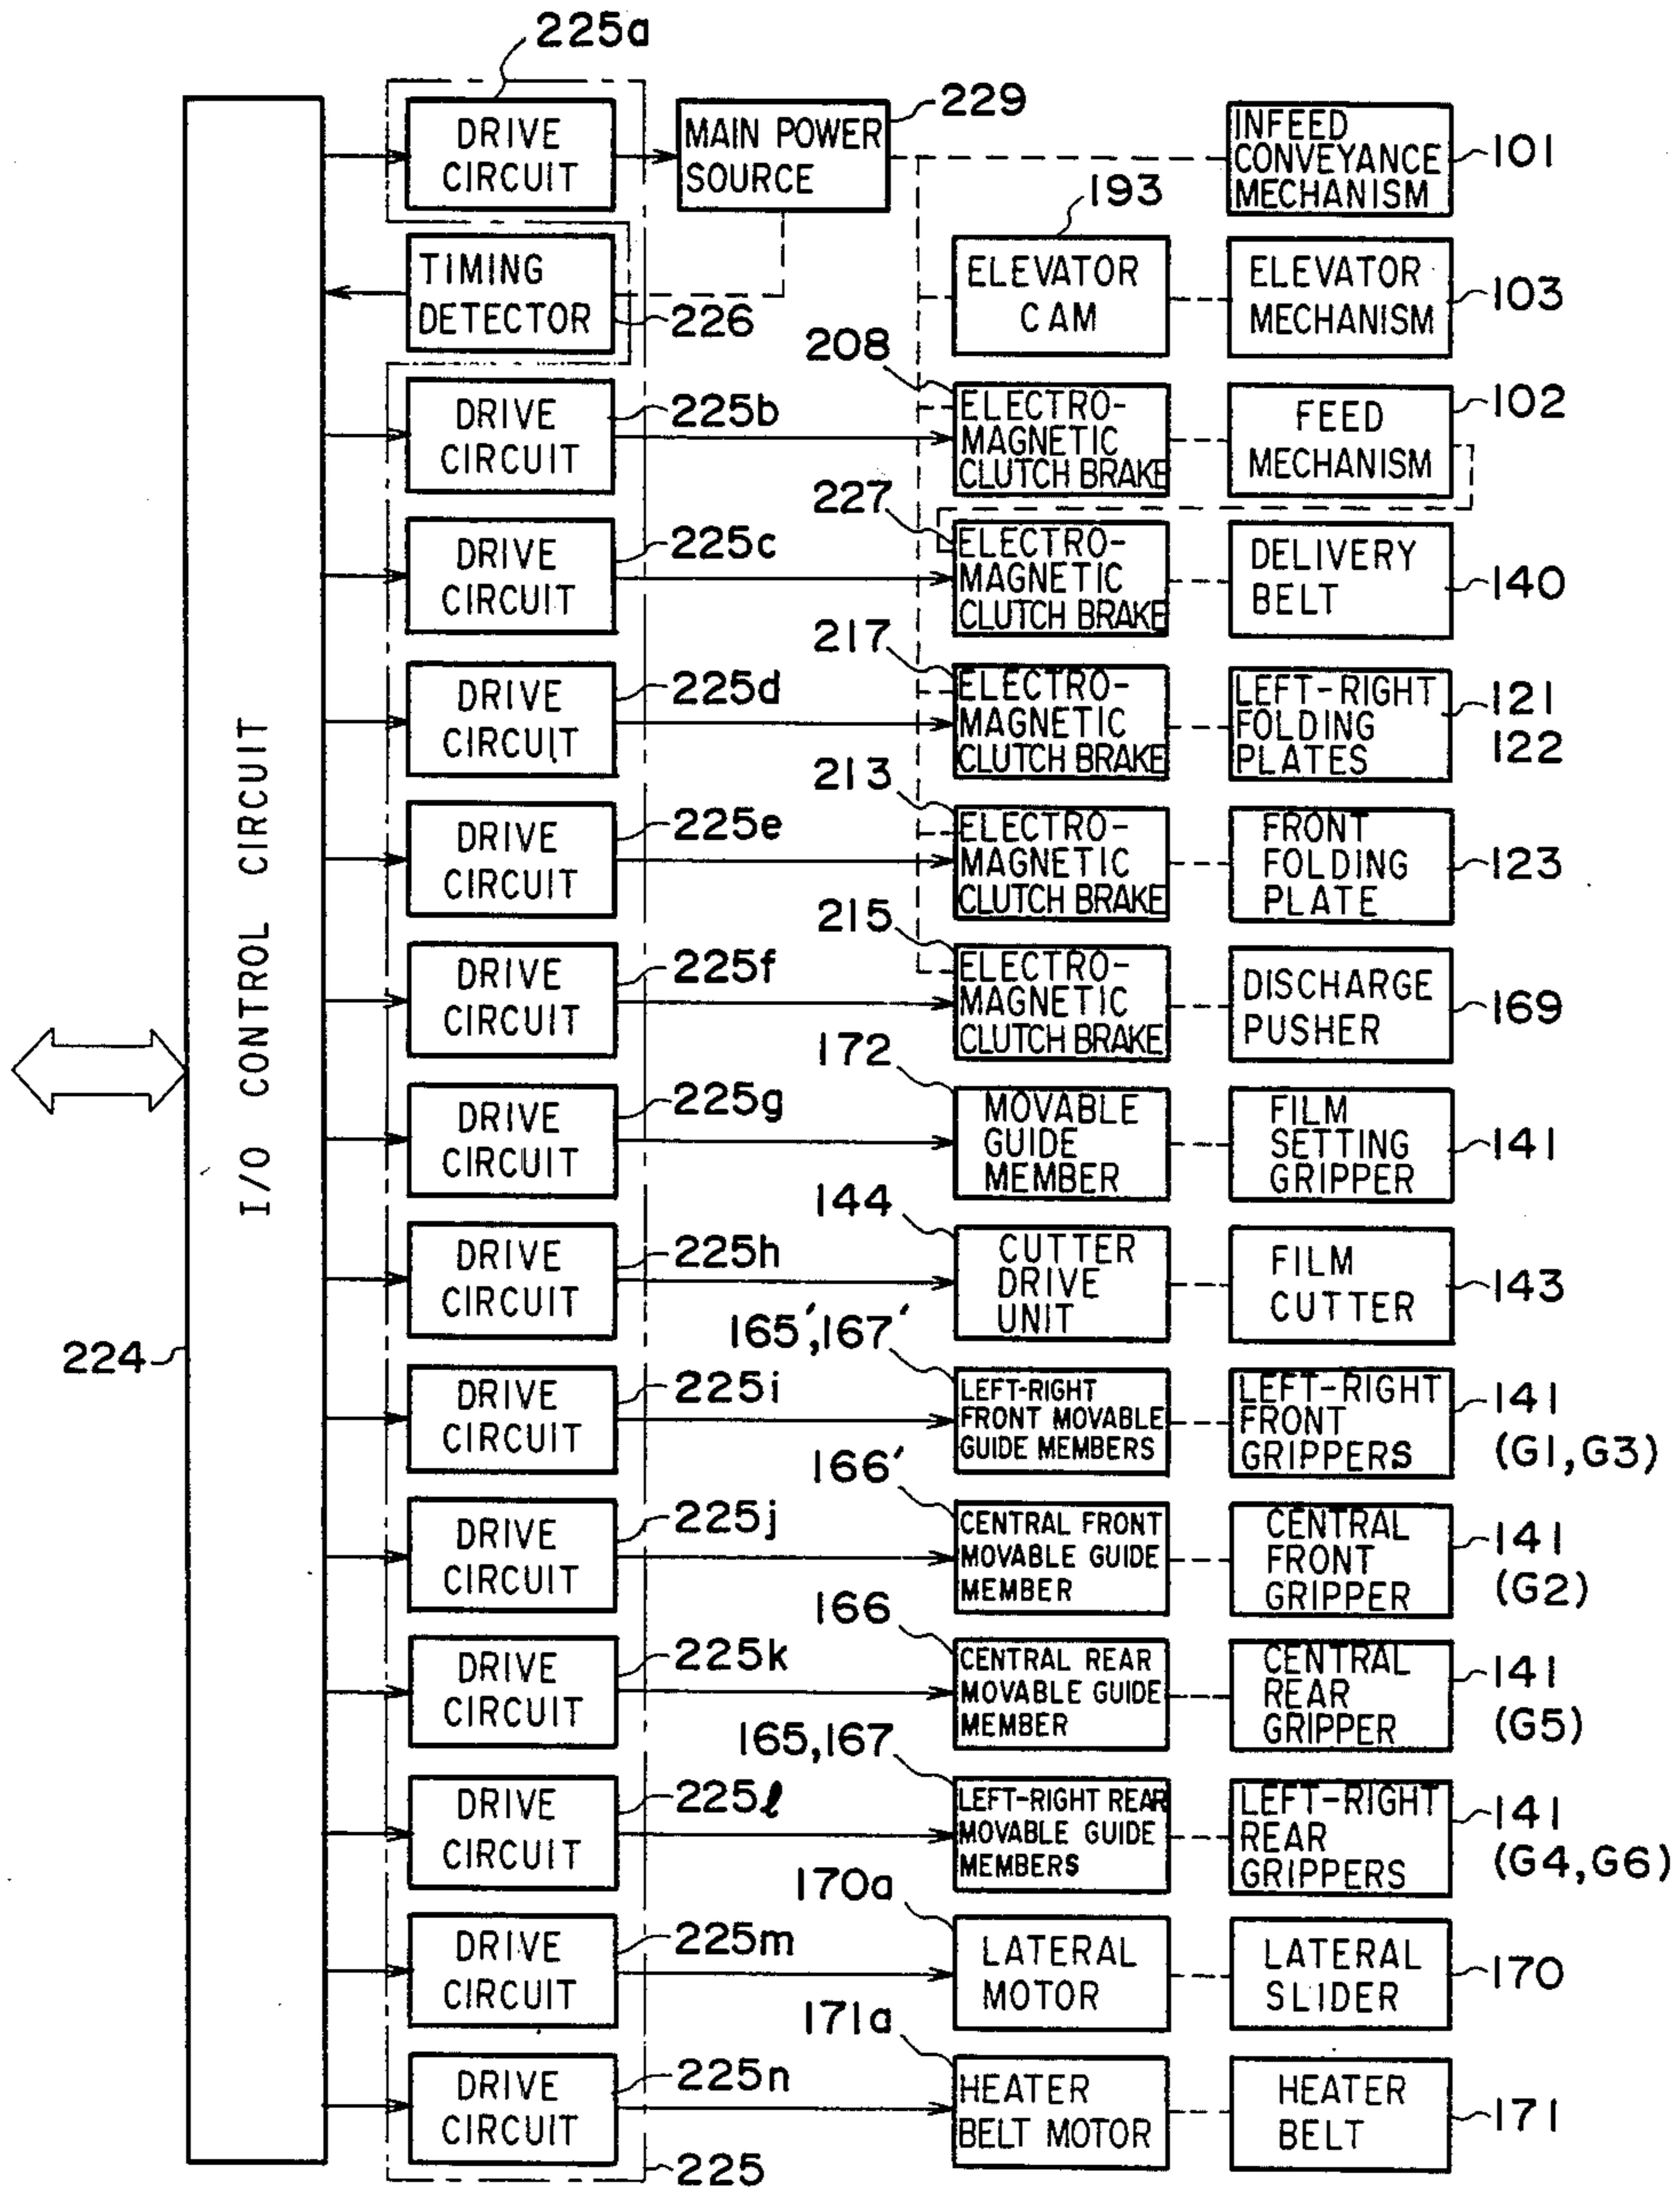 225a
DRIVE
CIRCUIT
MAIN POWER
SOURCE
229
INFEED
CONVEYANCE
MECHANISM
101
193
TIMING
DETECTOR
226
ELEVATOR
CAM
ELEVATOR
MECHANISM
103
208
DRIVE
CIRCUIT
225b
ELECTRO-
MAGNETIC
CLUTCH BRAKE
FEED
MECHANISM
102
227
DRIVE
CIRCUIT
225c
ELECTRO-
MAGNETIC
CLUTCH BRAKE
DELIVERY
BELT
140
217
DRIVE
CIRCUIT
225d
ELECTRO-
MAGNETIC
CLUTCH BRAKE
LEFT-RIGHT
FOLDING
PLATES
121
122
213
DRIVE
CIRCUIT
225e
ELECTRO-
MAGNETIC
CLUTCH BRAKE
FRONT
FOLDING
PLATE
123
215
DRIVE
CIRCUIT
225f
ELECTRO-
MAGNETIC
CLUTCH BRAKE
DISCHARGE
PUSHER
169
I/O CONTROL CIRCUIT
172
DRIVE
CIRCUIT
225g
MOVABLE
GUIDE
MEMBER
FILM
SETTING
GRIPPER
141
144
DRIVE
CIRCUIT
225h
CUTTER
DRIVE
UNIT
FILM
CUTTER
143
224
165',167'
DRIVE
CIRCUIT
225i
LEFT-RIGHT
FRONT MOVABLE
GUIDE MEMBERS
LEFT-RIGHT
FRONT
GRIPPERS
141
(G1,G3)
166'
DRIVE
CIRCUIT
225j
CENTRAL FRONT
MOVABLE GUIDE
MEMBER
CENTRAL
FRONT
GRIPPER
141
(G2)
166
DRIVE
CIRCUIT
225k
CENTRAL REAR
MOVABLE GUIDE
MEMBER
CENTRAL
REAR
GRIPPER
141
(G5)
165,167
DRIVE
CIRCUIT
225ℓ
LEFT-RIGHT REAR
MOVABLE GUIDE
MEMBERS
LEFT-RIGHT
REAR
GRIPPERS
141
(G4,G6)
170a
DRIVE
CIRCUIT
225m
LATERAL
MOTOR
LATERAL
SLIDER
170
171a
DRIVE
CIRCUIT
225n
HEATER
BELT MOTOR
HEATER
BELT
171
225